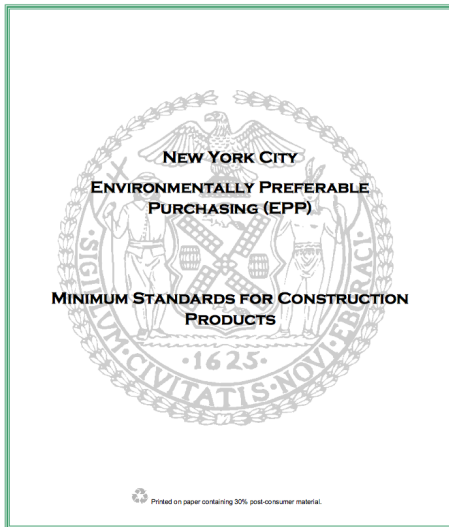 NEW YORK CITY
ENVIRONMENTALLY PREFERABLE
PURCHASING (EPP)
MINIMUM STANDARDS FOR CONSTRUCTION
PRODUCTS
SIGILLUM·CIVITATIS·NOVI·EBORACI
·1625·
Printed on paper containing 30% post-consumer material.